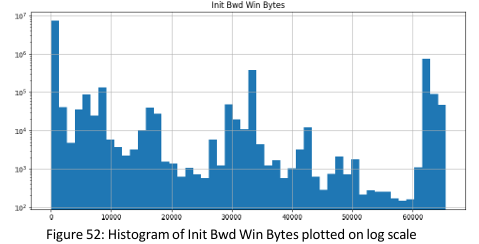 Init Bwd Win Bytes
10⁷
10⁶
10⁵
10⁴
10³
10²
0 10000 20000 30000 40000 50000 60000
Figure 52: Histogram of Init Bwd Win Bytes plotted on log scale